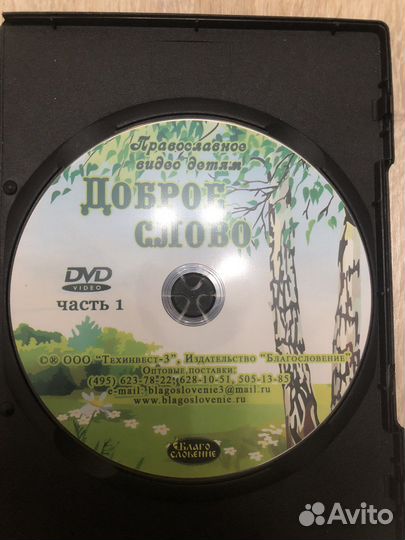 Православное
видео детям
Доброе
слово
DVD
VIDEO
часть 1
©® ООО "Техинвест-3", Издательство "Благословение"
Оптовые поставки:
(495) 623-78-22; 628-10-51, 505-13-85
e-mail: blagoslovenie3@mail.ru
www.blagoslovenie.ru
Благо
словение
Avito